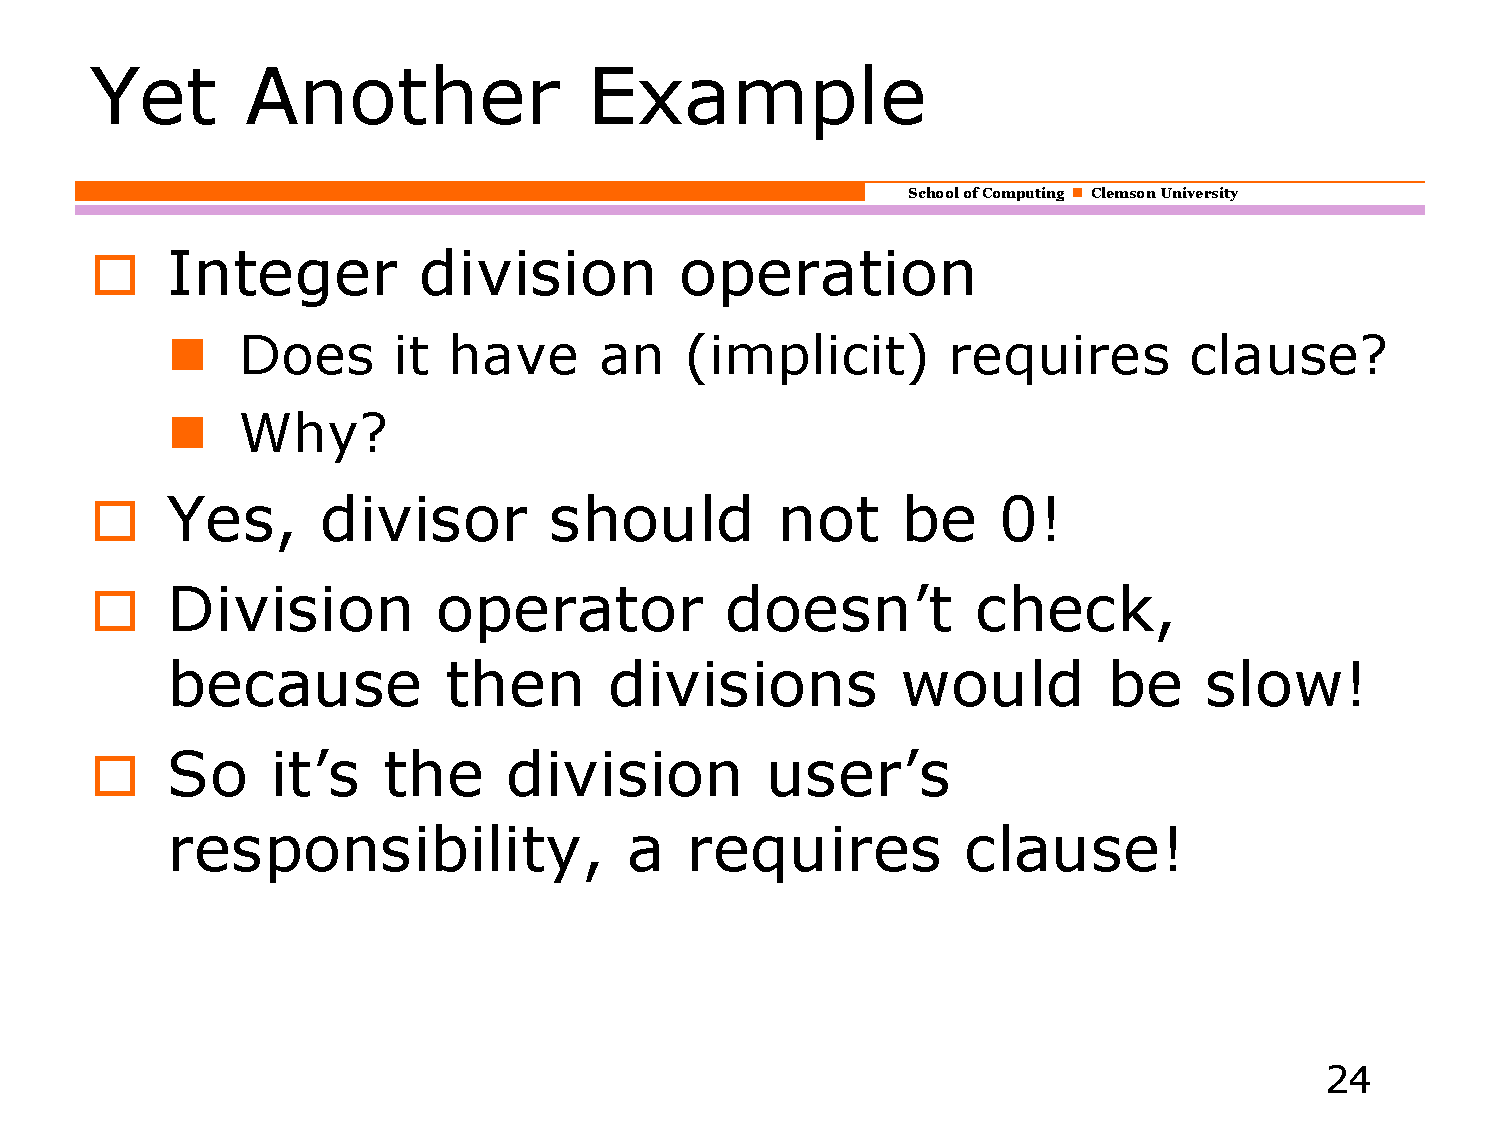 Yet Another Example
School of Computing ■ Clemson University
Integer division operation
Does it have an (implicit) requires clause?
Why?
Yes, divisor should not be 0!
Division operator doesn’t check,
because then divisions would be slow!
So it’s the division user’s
responsibility, a requires clause!
24